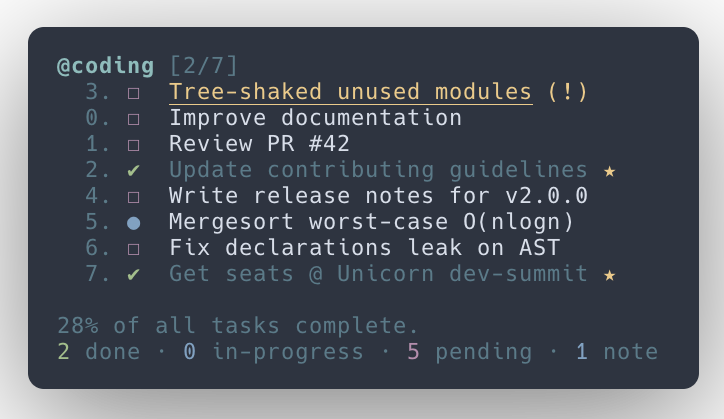 @coding [2/7]
3. ☐ Tree-shaked unused modules (!)
0. ☐ Improve documentation
1. ☐ Review PR #42
2. ✔ Update contributing guidelines ★
4. ☐ Write release notes for v2.0.0
5. ● Mergesort worst-case O(nlogn)
6. ☐ Fix declarations leak on AST
7. ✔ Get seats @ Unicorn dev-summit ★
28% of all tasks complete.
2 done · 0 in-progress · 5 pending · 1 note